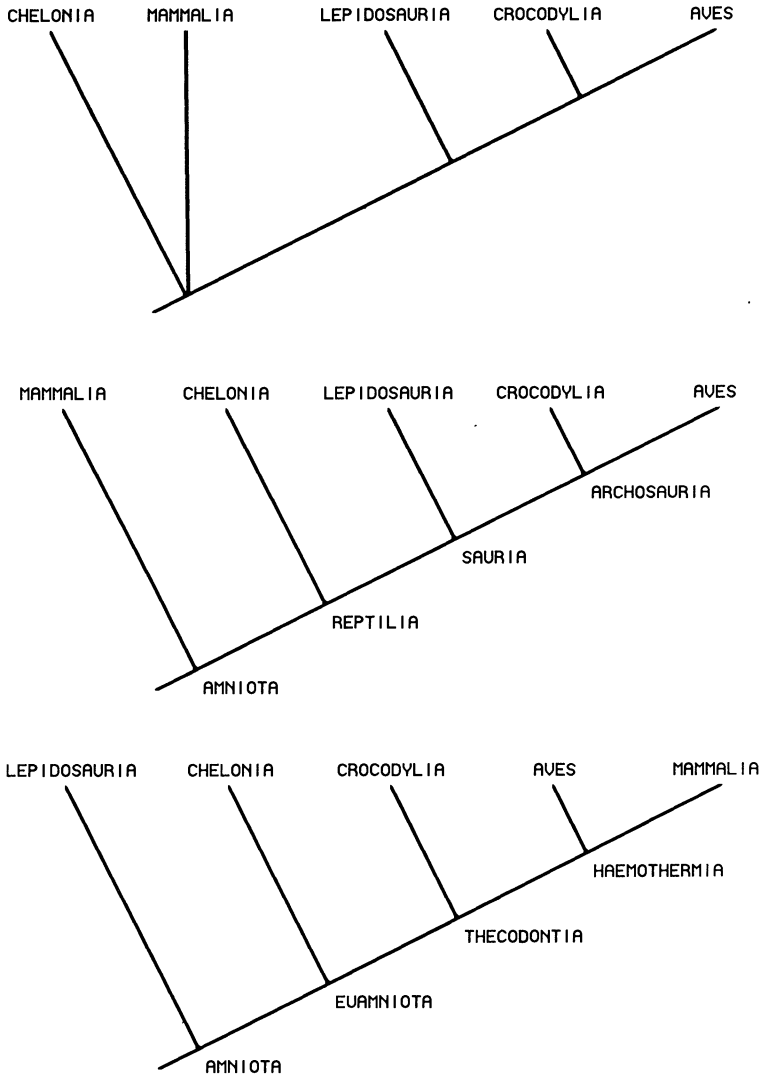 CHELONIA MAMMALIA LEPIDOSAURIA CROCODYLIA AVES
MAMMALIA CHELONIA LEPIDOSAURIA CROCODYLIA AVES
ARCHOSAURIA
SAURIA
REPTILIA
AMNIOTA
LEPIDOSAURIA CHELONIA CROCODYLIA AVES MAMMALIA
HAEMOTHERMIA
THECODONTIA
EUAMNIOTA
AMNIOTA